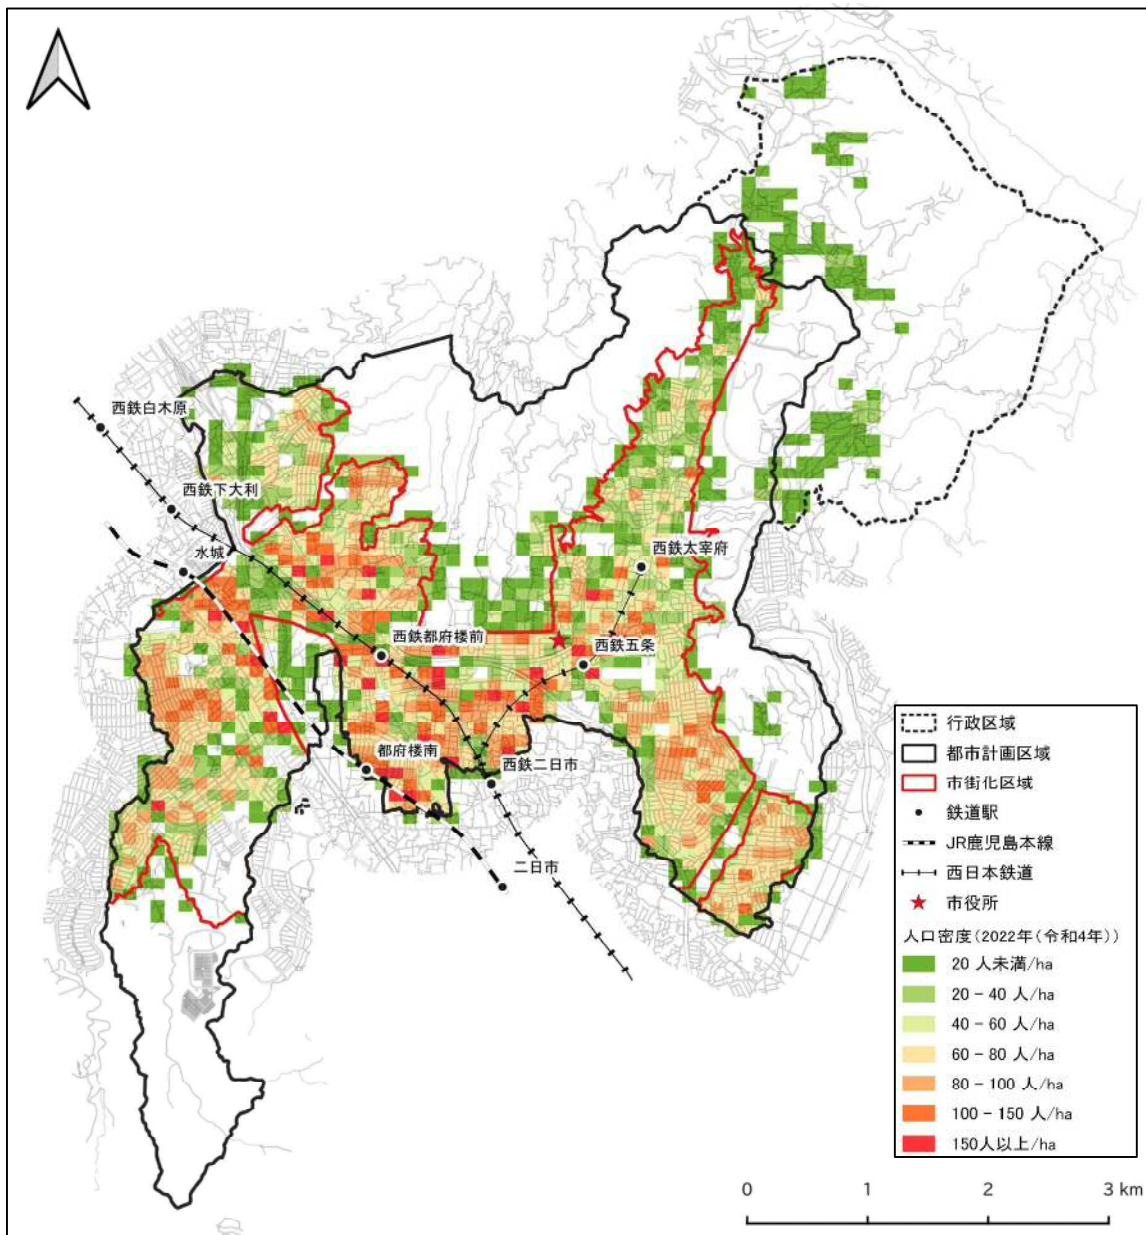 西鉄白木原
西鉄下大利
水城
西鉄太宰府
西鉄都府楼前
西鉄五条
都府楼南
西鉄二日市
二日市
行政区域
都市計画区域
市街化区域
鉄道駅
JR鹿児島本線
西日本鉄道
市役所
人口密度(2022年(令和4年))
20 人未満/ha
20 - 40 人/ha
40 - 60 人/ha
60 - 80 人/ha
80 - 100 人/ha
100 - 150 人/ha
150人以上/ha
0 1 2 3 km